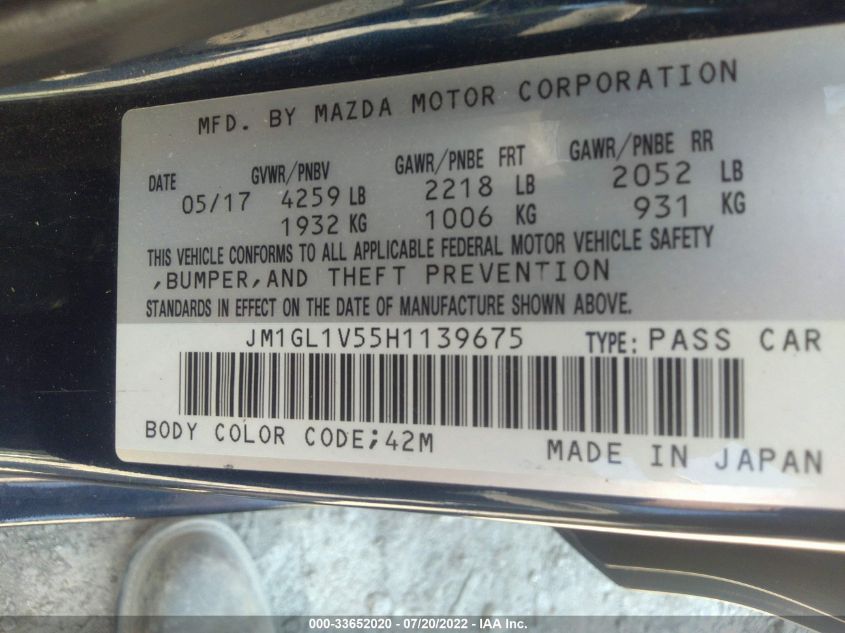 MFD. BY MAZDA MOTOR CORPORATION
DATE GVWR/PNBV GAWR/PNBE FRT GAWR/PNBE RR
05/17 4259 LB 2218 LB 2052 LB
1932 KG 1006 KG 931 KG
THIS VEHICLE CONFORMS TO ALL APPLICABLE FEDERAL MOTOR VEHICLE SAFETY
,BUMPER,AND THEFT PREVENTION
STANDARDS IN EFFECT ON THE DATE OF MANUFACTURE SHOWN ABOVE.
JM1GL1V55H1139675 TYPE: PASS CAR
BODY COLOR CODE;42M MADE IN JAPAN
000-33652020 - 07/20/2022 - IAA Inc.